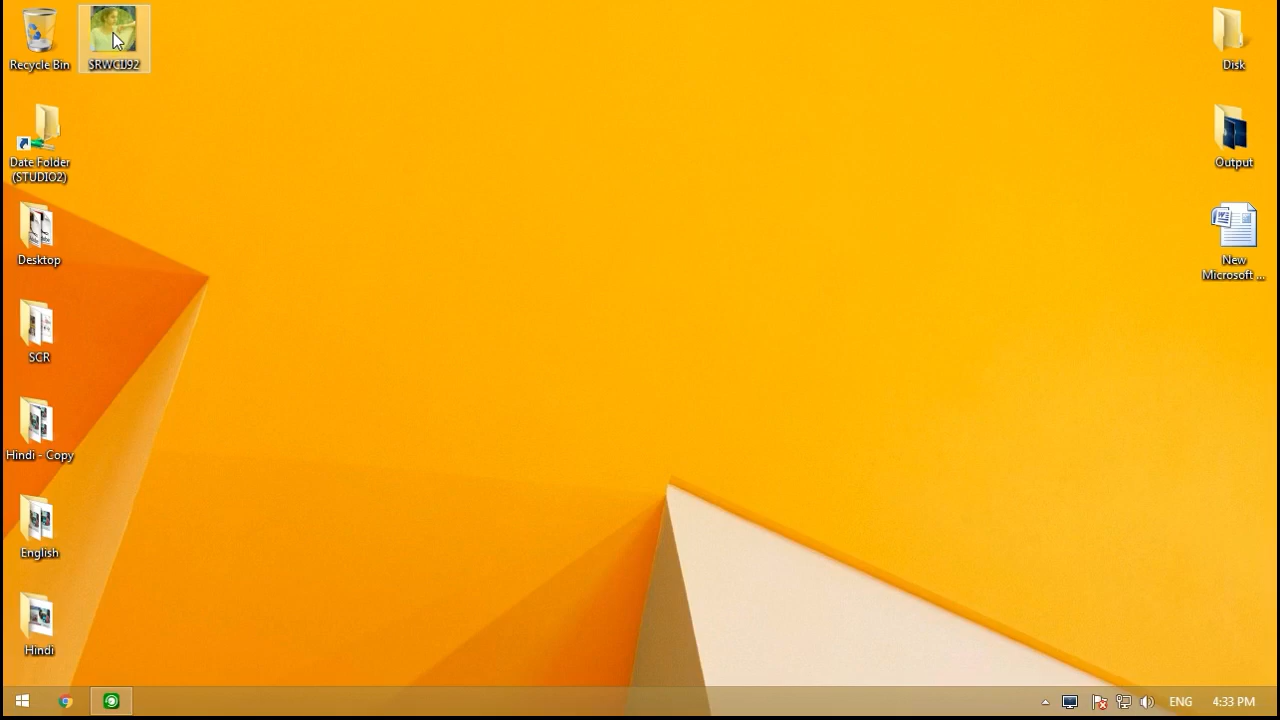 Recycle Bin
SRWC192
Date Folder
(STUDIO2)
Desktop
SCR
Hindi - Copy
English
Hindi
Disk
Output
New
Microsoft ...
ENG
4:33 PM